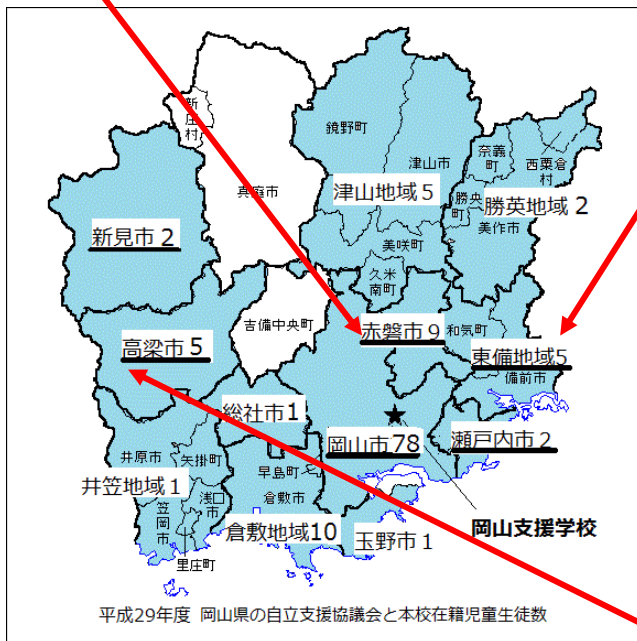 新庄村
真庭市
鏡野町
津山市
奈義町
西粟倉村
勝央町
津山地域5
勝英地域2
美作市
新見市2
美咲町
久米南町
吉備中央町
赤磐市9
和気町
高梁市5
東備地域5
備前市
総社市1
岡山市78
瀬戸内市2
井原市
矢掛町
早島町
井笠地域1
浅口市
倉敷市
笠岡市
倉敷地域10
岡山支援学校
里庄町
玉野市1
平成29年度 岡山県の自立支援協議会と本校在籍児童生徒数